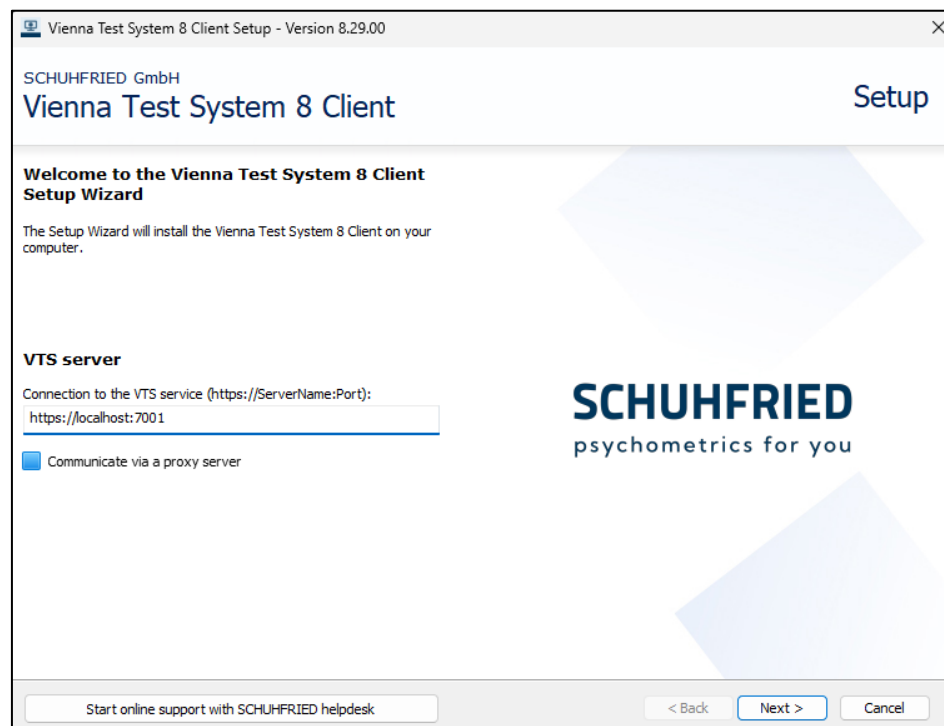 Vienna Test System 8 Client Setup - Version 8.29.00
SCHUHFRIED GmbH
Vienna Test System 8 Client
Setup
Welcome to the Vienna Test System 8 Client
Setup Wizard
The Setup Wizard will install the Vienna Test System 8 Client on your
computer.
VTS server
Connection to the VTS service (https://ServerName:Port):
https://localhost:7001
Communicate via a proxy server
SCHUHFRIED
psychometrics for you
Start online support with SCHUHFRIED helpdesk
< Back
Next >
Cancel